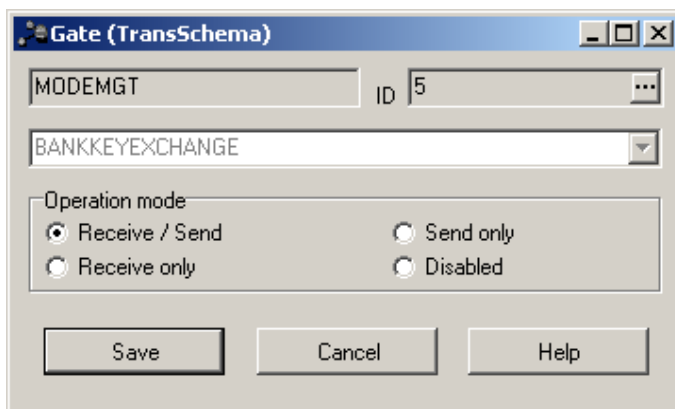 Gate (TransSchema)
MODEMGT ID 5 ...
BANKKEYEXCHANGE
Operation mode
Receive / Send Send only
Receive only Disabled
Save Cancel Help